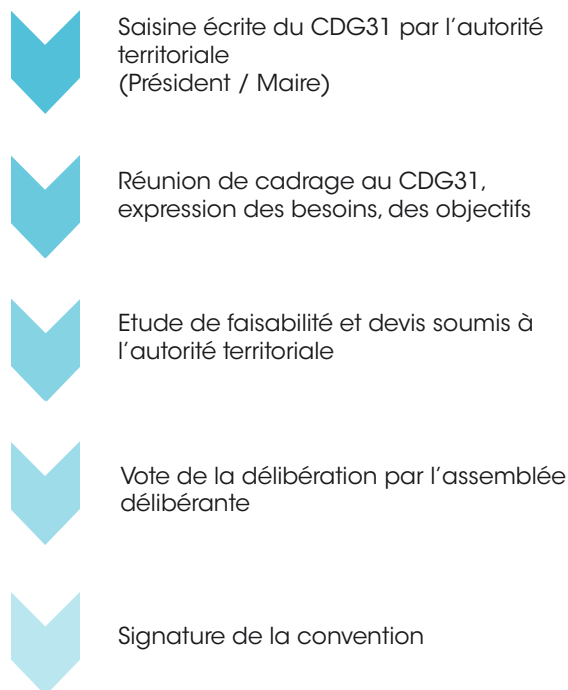 Saisine écrite du CDG31 par l’autorité
territoriale
(Président / Maire)
Réunion de cadrage au CDG31,
expression des besoins, des objectifs
Etude de faisabilité et devis soumis à
l’autorité territoriale
Vote de la délibération par l’assemblée
délibérante
Signature de la convention